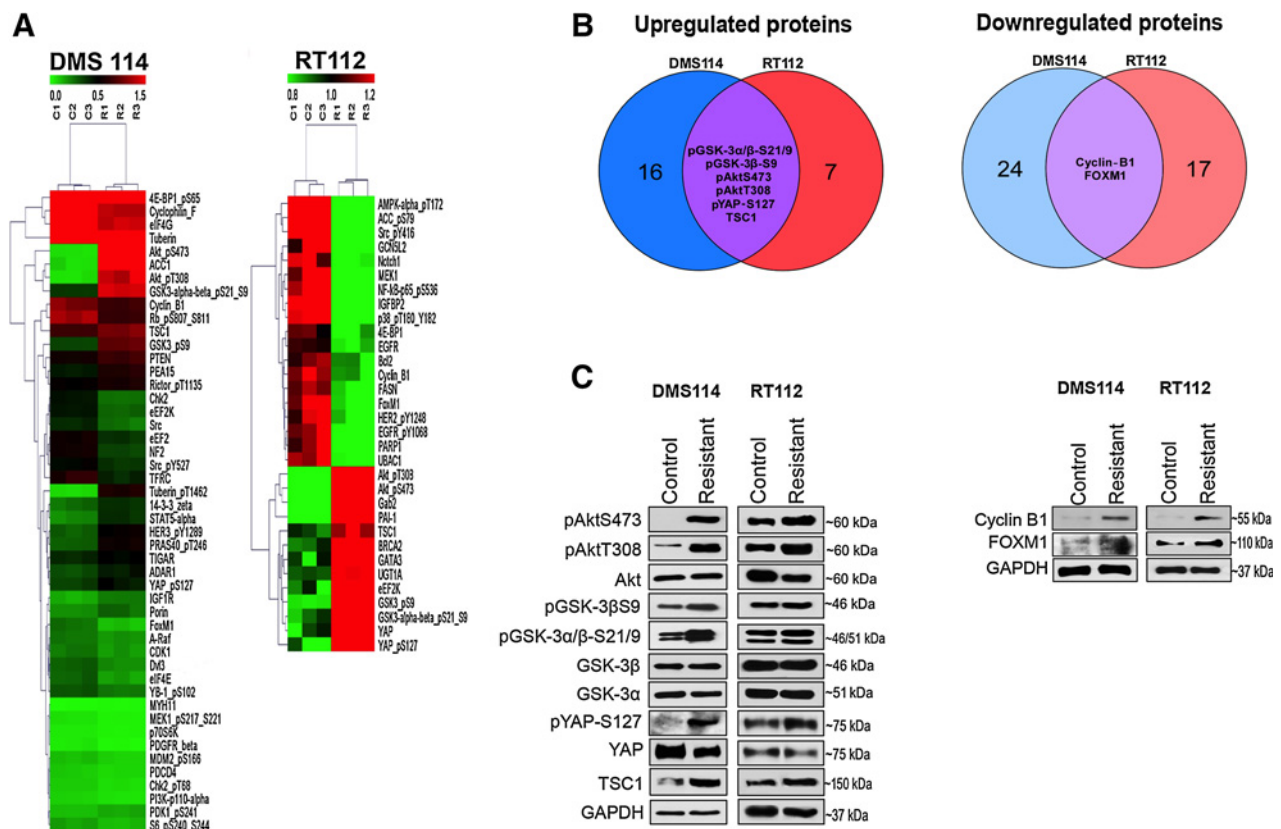 A
DMS 114
0.0 0.5 1.5
C1 C2 C3 R1 R2 R3
4E-BP1_pS65
Cyclophilin_F
eIF4G
Tuberin
Akt_pS473
ACC1
Akt_pT308
GSK3-alpha-beta_pS21_S9
Cyclin_B1
Rb_pS807_S811
TSC1
GSK3_pS9
PTEN
PEA15
Rictor_pT1135
Chk2
eEF2K
Src
eEF2
NF2
Src_pY527
TFRC
Tuberin_pT1462
14-3-3_zeta
STAT5-alpha
HER3_pY1289
PRAS40_pT246
TIGAR
ADAR1
YAP_pS127
IGF1R
Porin
FoxM1
A-Raf
CDK1
Dvl3
eIF4E
YB-1_pS102
MYH11
MEK1_pS217_S221
p70S6K
PDGFR_beta
MDM2_pS166
PDCD4
Chk2_pT68
PI3K-p110-alpha
PDK1_pS241
S6_pS240_S244
RT112
0.8 1.0 1.2
C1 C2 C3 R1 R2 R3
AMPK-alpha_pT172
ACC_pS79
Src_pY416
GCN5L2
Notch1
MEK1
NF-kB-p65_pS536
IGFBP2
p38_pT180_Y182
4E-BP1
EGFR
Bcl2
Cyclin_B1
FASN
FoxM1
HER2_pY1248
EGFR_pY1068
PARP1
UBAC1
Akt_pT308
Akt_pS473
Gab2
PAI-1
TSC1
BRCA2
GATA3
UGT1A
eEF2K
GSK3_pS9
GSK3-alpha-beta_pS21_S9
YAP
YAP_pS127
B
Upregulated proteins
DMS114 RT112
16
pGSK-3α/β-S21/9
pGSK-3β-S9
pAktS473
pAktT308
pYAP-S127
TSC1
7
Downregulated proteins
DMS114 RT112
24
Cyclin-B1
FOXM1
17
C
DMS114 RT112
Control Resistant Control Resistant
pAktS473 ~60 kDa
pAktT308 ~60 kDa
Akt ~60 kDa
pGSK-3βS9 ~46 kDa
pGSK-3α/β-S21/9 ~46/51 kDa
GSK-3β ~46 kDa
GSK-3α ~51 kDa
pYAP-S127 ~75 kDa
YAP ~75 kDa
TSC1 ~150 kDa
GAPDH ~37 kDa
DMS114 RT112
Control Resistant Control Resistant
Cyclin B1 ~55 kDa
FOXM1 ~110 kDa
GAPDH ~37 kDa